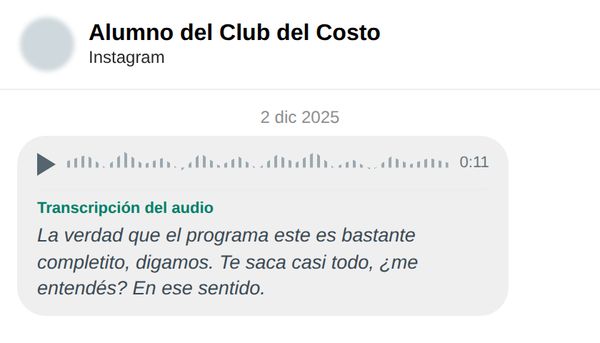 Alumno del Club del Costo
Instagram
2 dic 2025
0:11
Transcripción del audio
La verdad que el programa este es bastante
completito, digamos. Te saca casi todo, ¿me
entendés? En ese sentido.